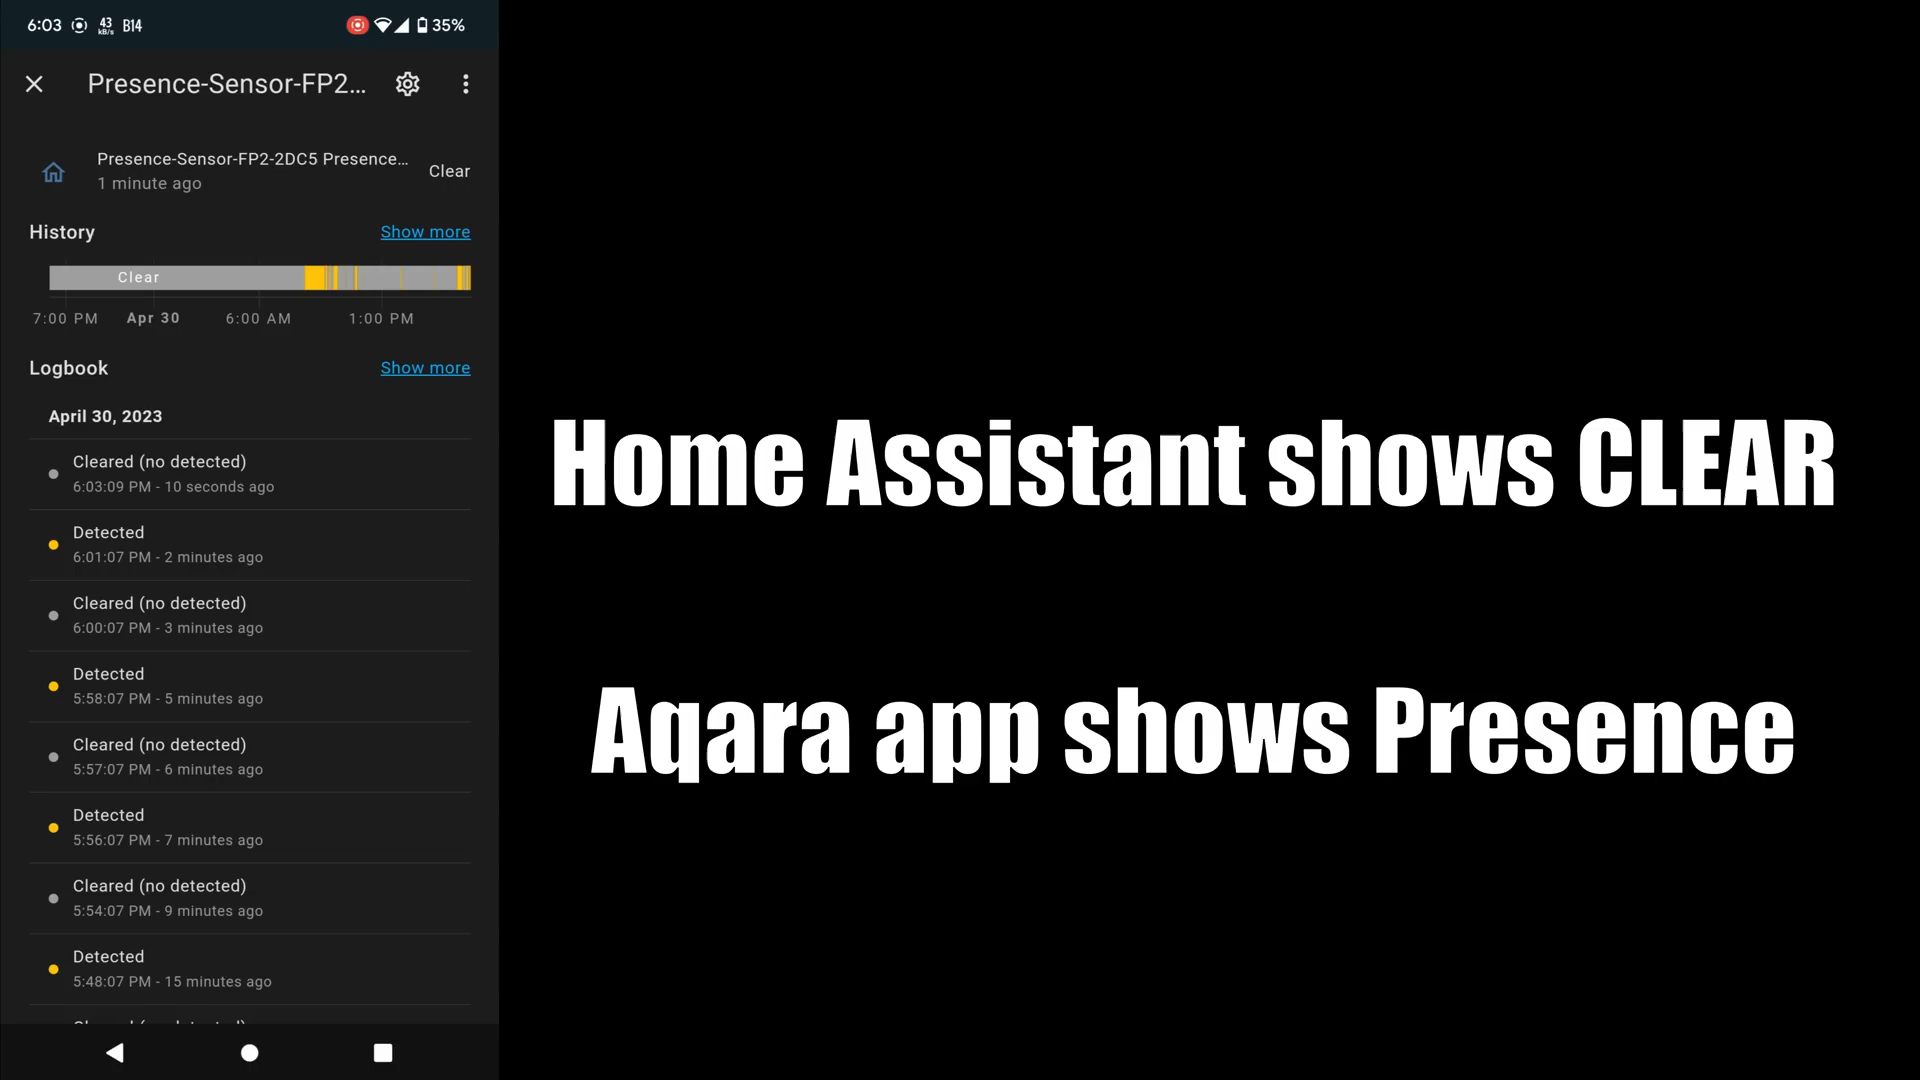 6:03 43 kB/s B14 35%
Presence-Sensor-FP2...
Presence-Sensor-FP2-2DC5 Presence...
1 minute ago
Clear
History Show more
Clear
7:00 PM Apr 30 6:00 AM 1:00 PM
Logbook Show more
April 30, 2023
Cleared (no detected)
6:03:09 PM - 10 seconds ago
Detected
6:01:07 PM - 2 minutes ago
Cleared (no detected)
6:00:07 PM - 3 minutes ago
Detected
5:58:07 PM - 5 minutes ago
Cleared (no detected)
5:57:07 PM - 6 minutes ago
Detected
5:56:07 PM - 7 minutes ago
Cleared (no detected)
5:54:07 PM - 9 minutes ago
Detected
5:48:07 PM - 15 minutes ago
Home Assistant shows CLEAR
Aqara app shows Presence